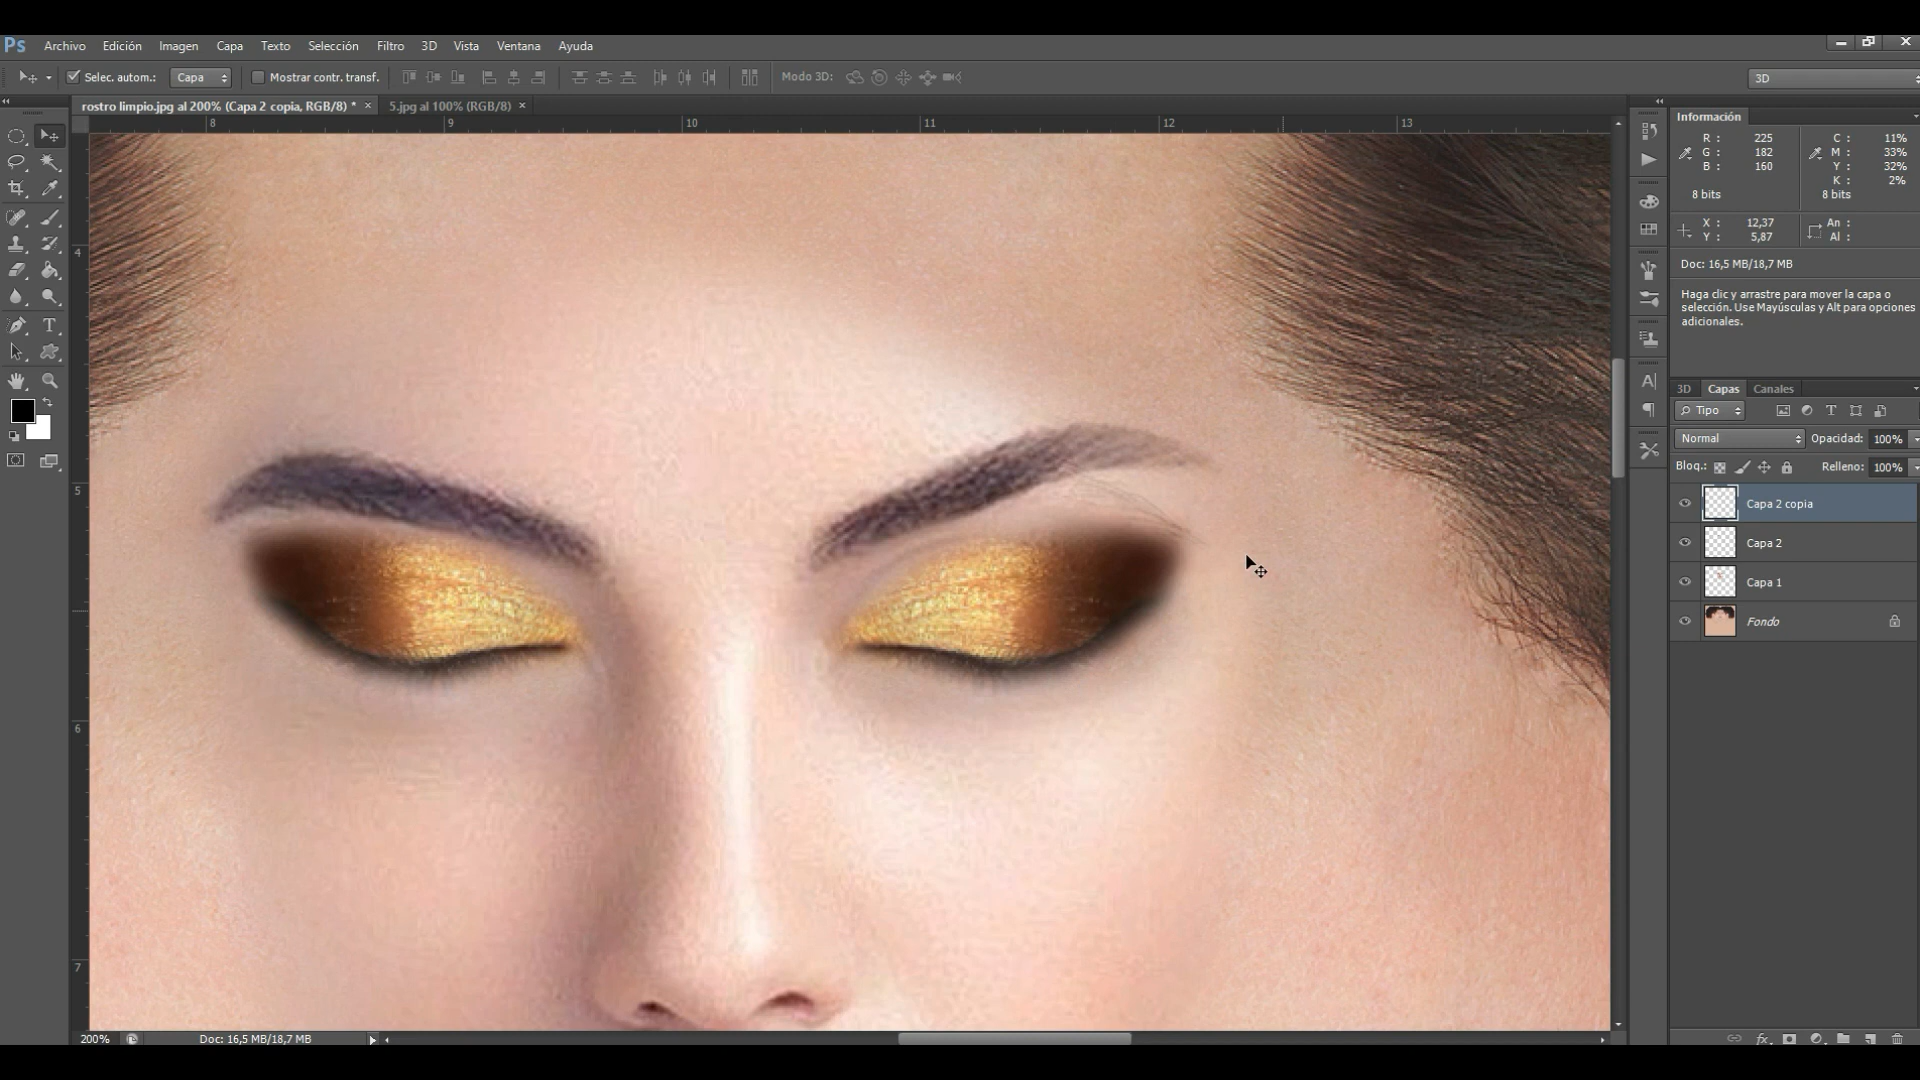 Ps Archivo Edición Imagen Capa Texto Selección Filtro 3D Vista Ventana Ayuda
Selec. autom.: Capa Mostrar contr. transf. Modo 3D: 3D
rostro limpio.jpg al 200% (Capa 2 copia, RGB/8) * × 5.jpg al 100% (RGB/8) ×
8 9 10 11 12 13
4
5
6
7
Información
R : 225 C : 11%
G : 182 M : 33%
B : 160 Y : 32%
K : 2%
8 bits 8 bits
X : 12,37 An :
Y : 5,87 Al :
Doc: 16,5 MB/18,7 MB
Haga clic y arrastre para mover la capa o
selección. Use Mayúsculas y Alt para opciones
adicionales.
3D Capas Canales
Tipo
Normal Opacidad: 100%
Bloq.: Relleno: 100%
Capa 2 copia
Capa 2
Capa 1
Fondo
200% Doc: 16,5 MB/18,7 MB